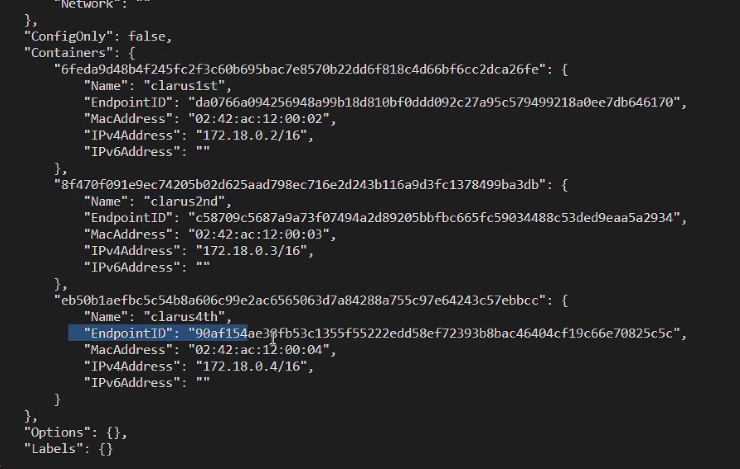 "Network": ""
},
"ConfigOnly": false,
"Containers": {
"6feda9d48b4f245fc2f3c60b695bac7e8570b22dd6f818c4d66bf6cc2dca26fe": {
"Name": "clarus1st",
"EndpointID": "da0766a094256948a99b18d810bf0ddd092c27a95c579499218a0ee7db646170",
"MacAddress": "02:42:ac:12:00:02",
"IPv4Address": "172.18.0.2/16",
"IPv6Address": ""
},
"8f470f091e9ec74205b02d625aad798ec716e2d243b116a9d3fc1378499ba3db": {
"Name": "clarus2nd",
"EndpointID": "c58709c5687a9a73f07494a2d89205bbfbc665fc59034488c53ded9eaa5a2934",
"MacAddress": "02:42:ac:12:00:03",
"IPv4Address": "172.18.0.3/16",
"IPv6Address": ""
},
"eb50b1aefbc5c54b8a606c99e2ac6565063d7a84288a755c97e64243c57ebbcc": {
"Name": "clarus4th",
"EndpointID":
"MacAddress": "02:42:ac:12:00:04",
"IPv4Address": "172.18.0.4/16",
"IPv6Address": ""
}
},
"Options": {},
"Labels": {}